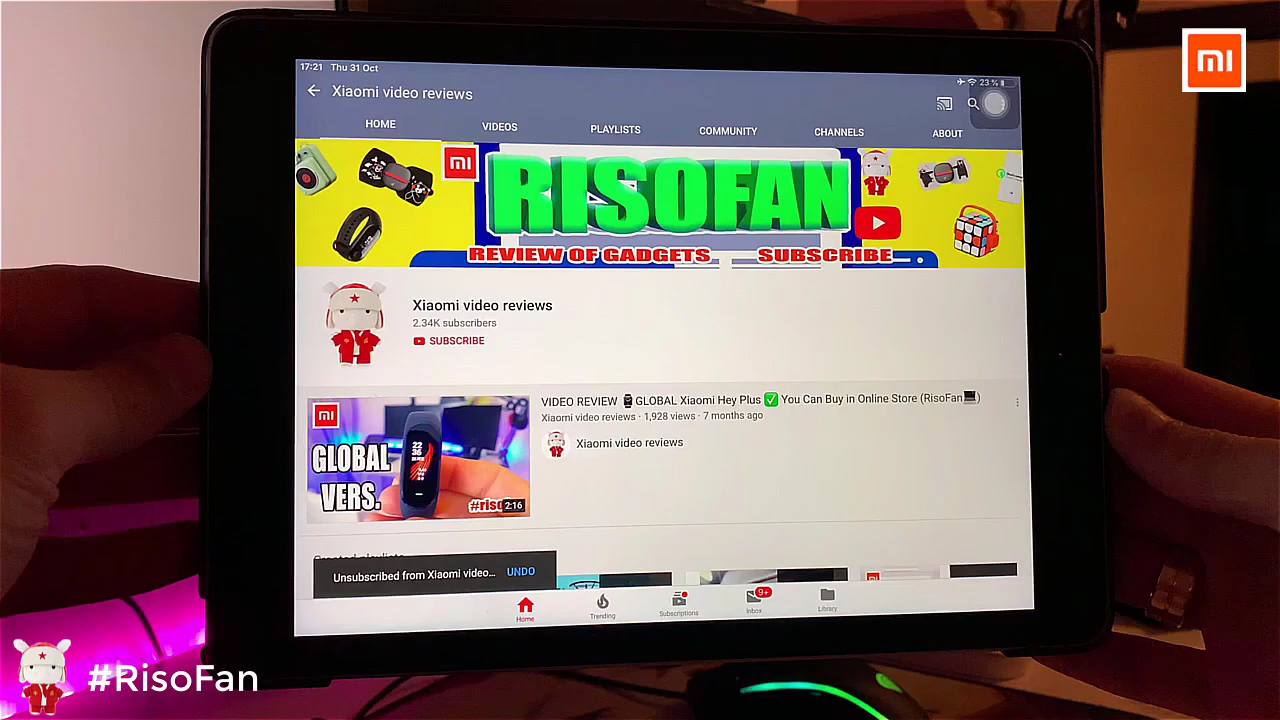 17:21 Thu 31 Oct
23 %
Xiaomi video reviews
HOME VIDEOS PLAYLISTS COMMUNITY CHANNELS ABOUT
RISOFAN
REVIEW OF GADGETS SUBSCRIBE
Xiaomi video reviews
2.34K subscribers
SUBSCRIBE
VIDEO REVIEW GLOBAL Xiaomi Hey Plus ✅ You Can Buy in Online Store (RisoFan💻)
Xiaomi video reviews · 1,928 views · 7 months ago
Xiaomi video reviews
GLOBAL
VERS.
22
36
2:16
Unsubscribed from Xiaomi video... UNDO
9+
Home Trending Subscriptions Inbox Library
#RisoFan
mi